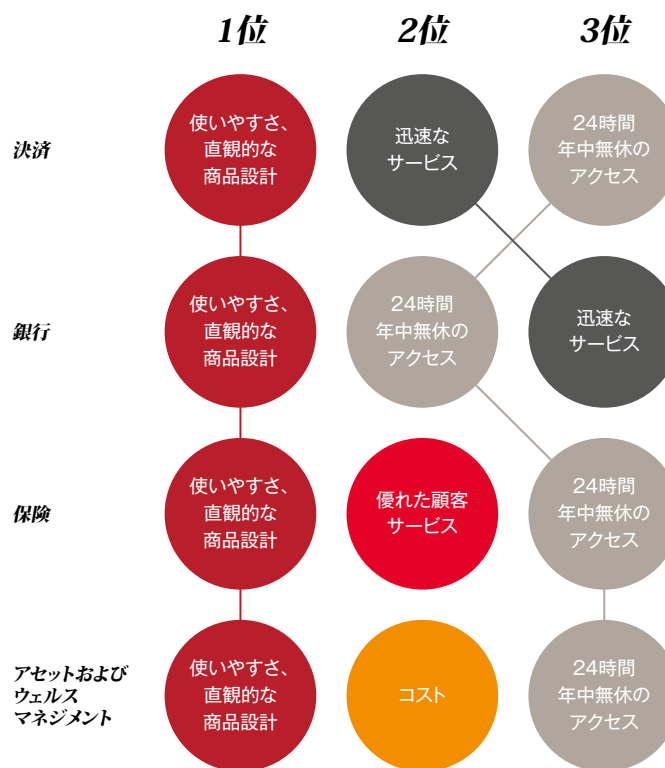 1位 2位 3位
決済
使いやすさ、
直観的な
商品設計
迅速な
サービス
24時間
年中無休の
アクセス
銀行
使いやすさ、
直観的な
商品設計
24時間
年中無休の
アクセス
迅速な
サービス
保険
使いやすさ、
直観的な
商品設計
優れた顧客
サービス
24時間
年中無休の
アクセス
アセットおよび
ウェルス
マネジメント
使いやすさ、
直観的な
商品設計
コスト
24時間
年中無休の
アクセス